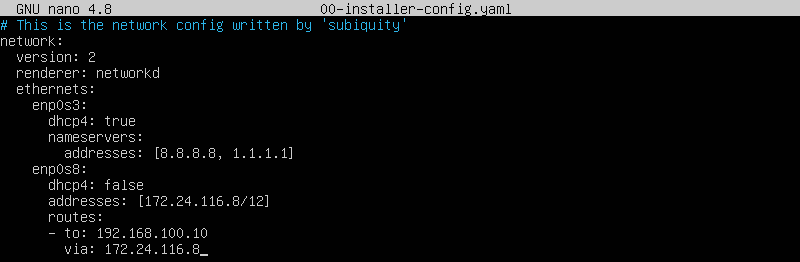 GNU nano 4.8 00-installer-config.yaml
# This is the network config written by 'subiquity'
network:
  version: 2
  renderer: networkd
  ethernets:
    enp0s3:
      dhcp4: true
      nameservers:
        addresses: [8.8.8.8, 1.1.1.1]
    enp0s8:
      dhcp4: false
      addresses: [172.24.116.8/12]
      routes:
      - to: 192.168.100.10
        via: 172.24.116.8